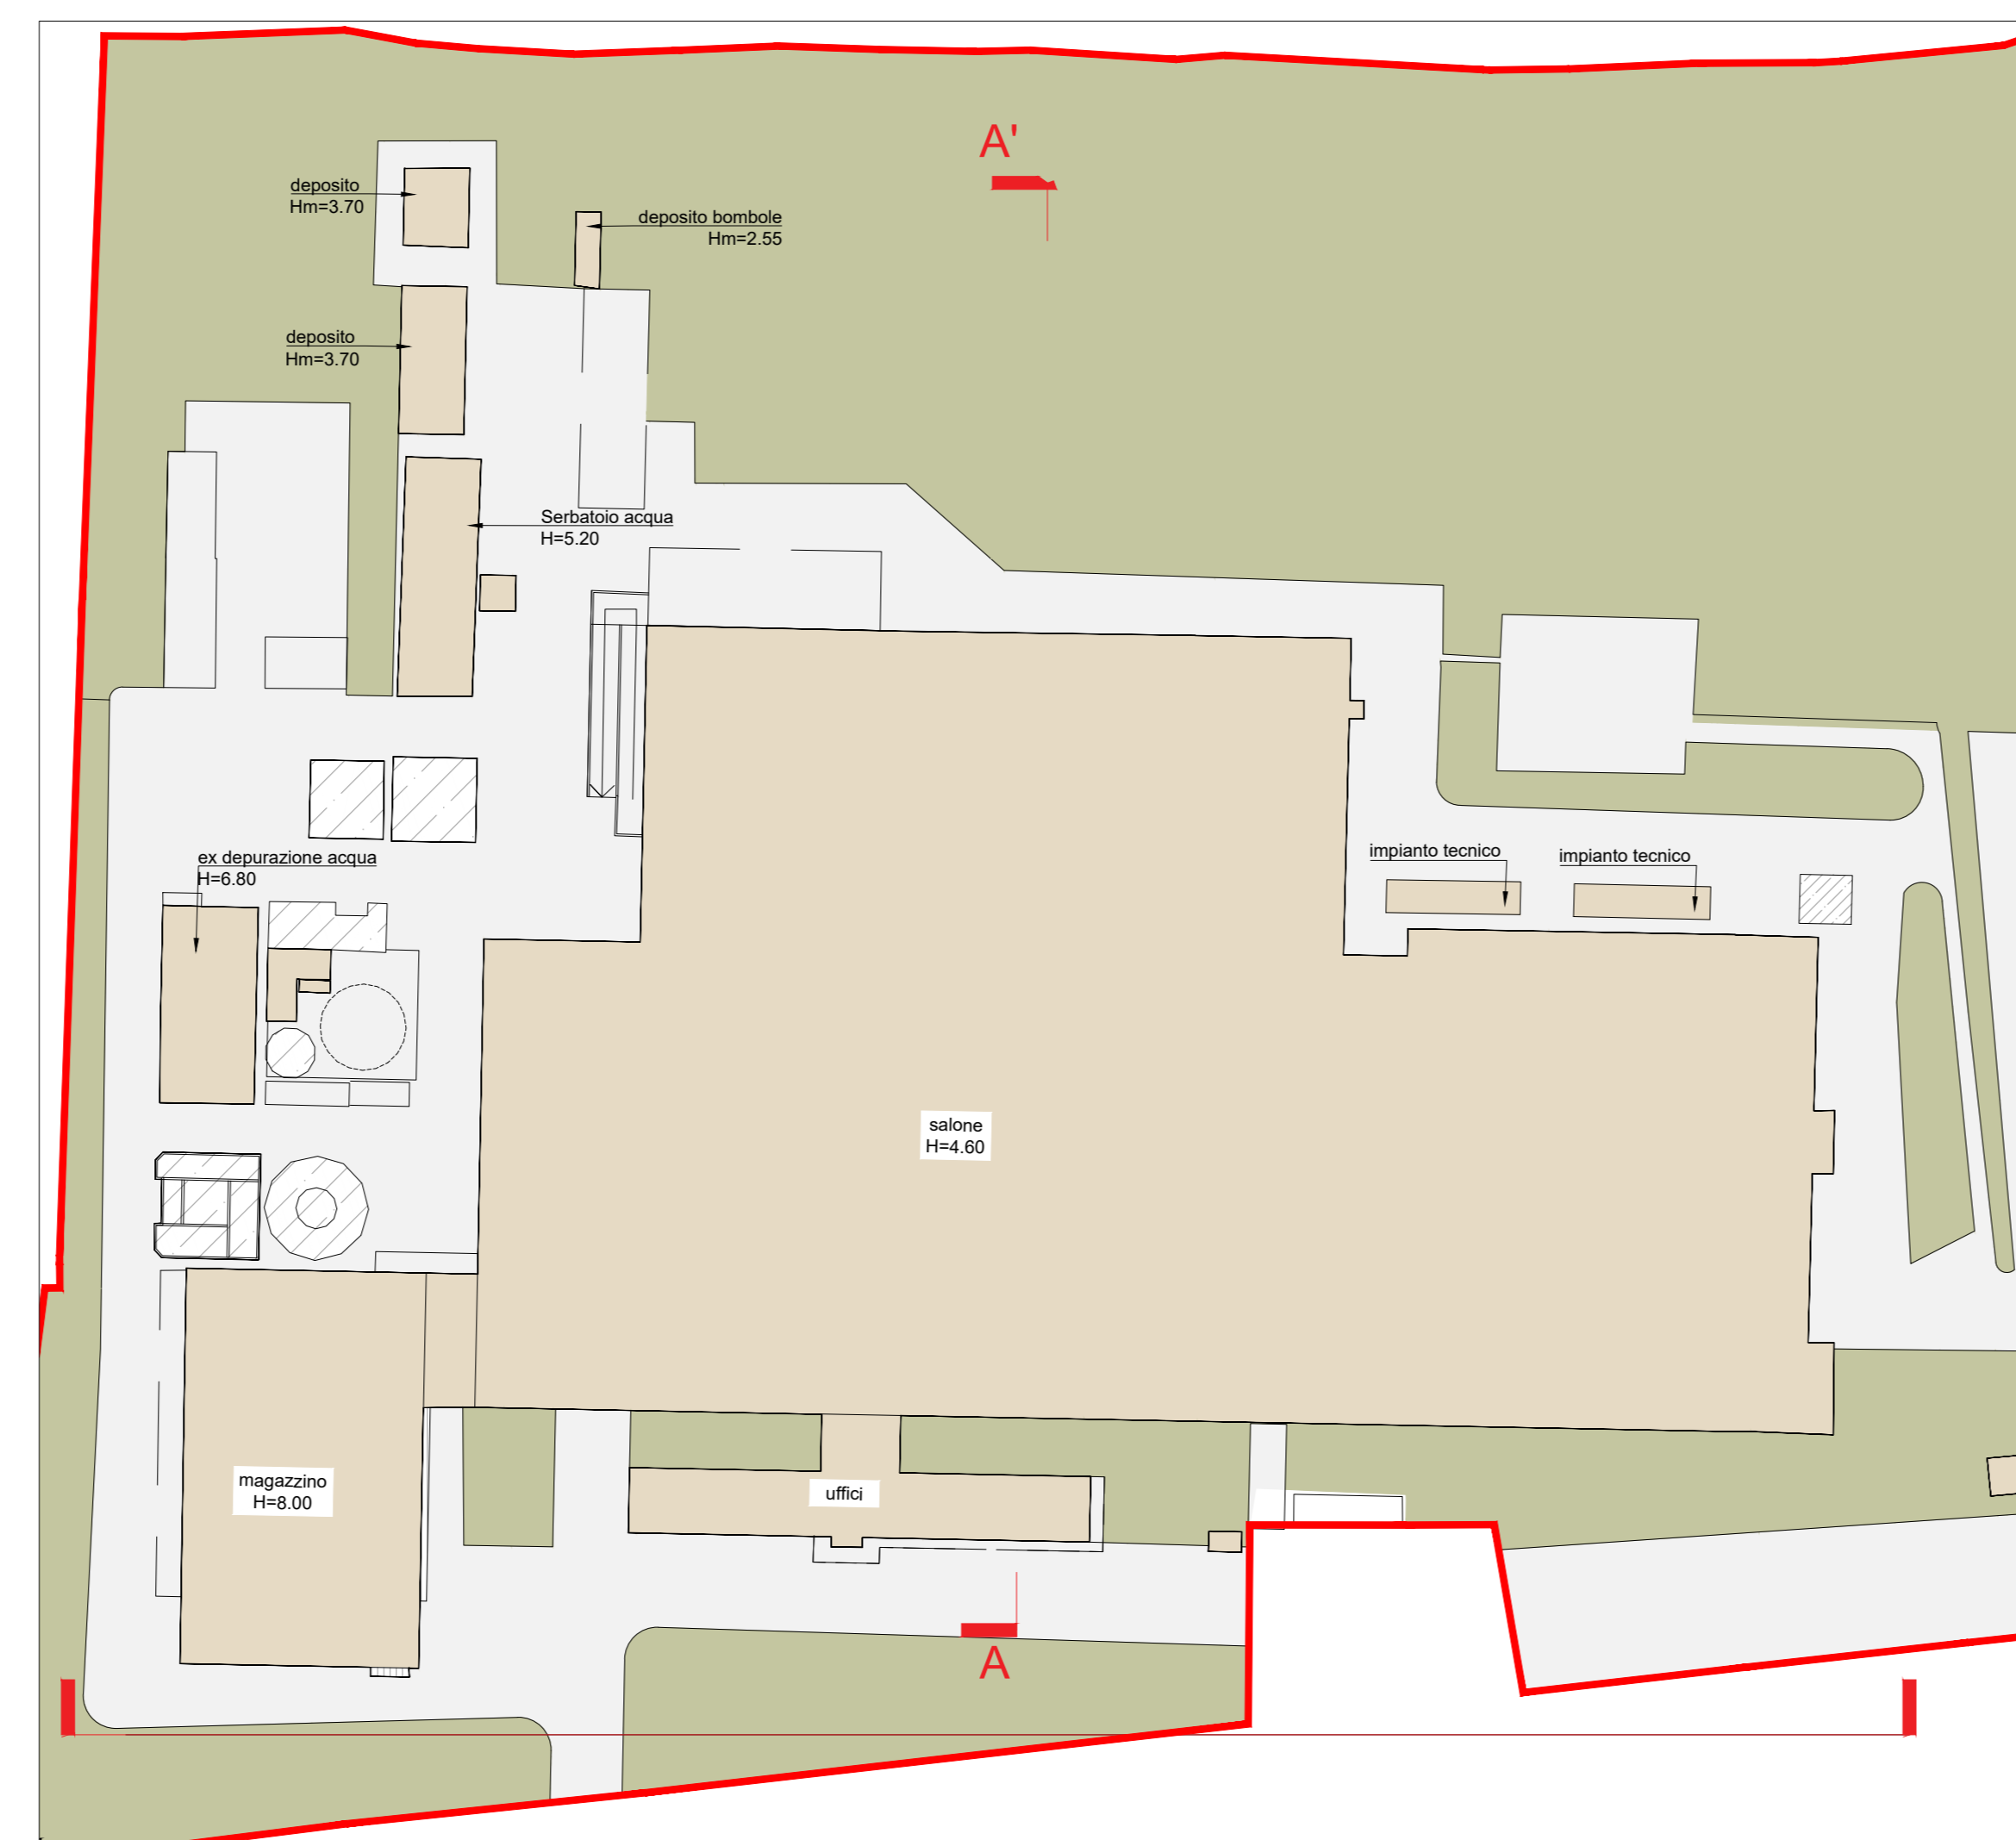 A'
deposito
Hm=3.70
deposito bombole
Hm=2.55
deposito
Hm=3.70
Serbatoio acqua
H=5.20
impianto tecnico
impianto tecnico
ex depurazione acqua
H=6.80
salone
H=4.60
magazzino
H=8.00
uffici
A